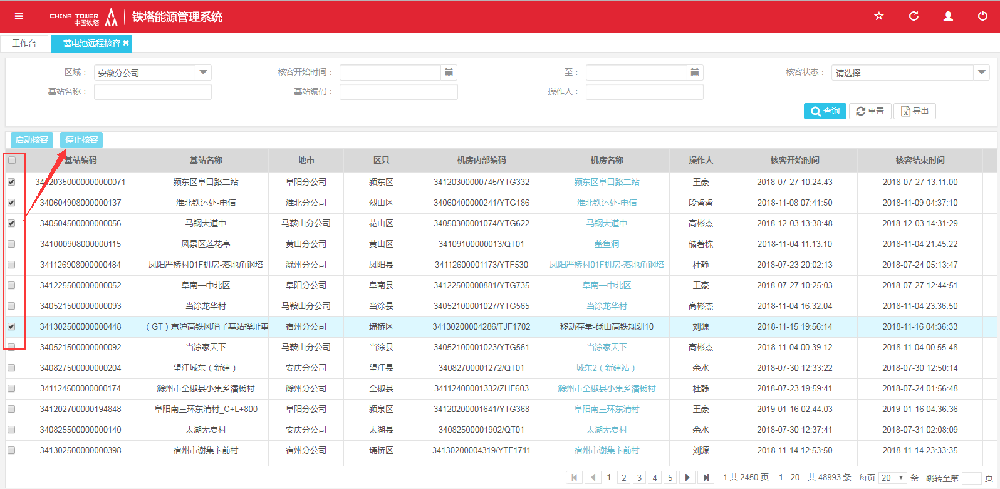 CHINA TOWER
中国铁塔
铁塔能源管理系统
工作台 蓄电池远程核容
区域： 安徽分公司 核容开始时间： 至： 核容状态： 请选择
基站名称： 基站编码： 操作人：
查询 重置 导出
启动核容 停止核容
基站编码 基站名称 地市 区县 机房内部编码 机房名称 操作人 核容开始时间 核容结束时间
34120350000000000071 颍东区阜口路二站 阜阳分公司 颍东区 34120300000745/YTG332 颍东区阜口路二站 王豪 2018-07-27 10:24:43 2018-07-27 13:11:00
340604908000000137 淮北铁运处-电信 淮北分公司 烈山区 34060400000241/YTG186 淮北铁运处-电信 段睿睿 2018-11-08 07:41:50 2018-11-09 04:37:10
340504500000000056 马钢大道中 马鞍山分公司 花山区 34050300001074/YTG622 马钢大道中 高彬杰 2018-12-03 13:38:48 2018-12-03 14:31:29
341000908000000115 风景区莲花亭 黄山分公司 黄山区 34109100000013/QT01 鳌鱼洞 储著栋 2018-11-04 11:13:10 2018-11-04 21:45:22
341126908000000484 凤阳严桥村01F机房-落地角钢塔 滁州分公司 凤阳县 34112600001173/YTF530 凤阳严桥村01F机房-落地角钢塔 杜静 2018-07-23 20:02:13 2018-07-24 05:13:47
341225500000000052 阜南一中北区 阜阳分公司 阜南县 34122500000881/YTG735 阜南一中北区 王豪 2018-07-27 10:25:03 2018-07-27 12:44:51
340521500000000093 当涂龙华村 马鞍山分公司 当涂县 34052100001027/YTG565 当涂龙华村 高彬杰 2018-11-04 16:32:04 2018-11-04 23:36:50
341302500000000448 （GT）京沪高铁风哨子基站择址重 宿州分公司 埇桥区 34130200004286/TJF1702 移动存量-砀山高铁规划10 刘源 2018-11-15 19:56:14 2018-11-16 04:36:33
340521500000000092 当涂家天下 马鞍山分公司 当涂县 34052100001023/YTG561 当涂家天下 高彬杰 2018-11-04 00:39:12 2018-11-04 00:55:48
340827500000000204 望江城东（新建） 安庆分公司 望江县 34082700001272/QT01 城东2（新建站） 余水 2018-07-30 12:33:22 2018-07-30 12:50:14
341124500000000174 滁州市全椒县小集乡潘杨村 滁州分公司 全椒县 34112400001332/ZHF603 滁州市全椒县小集乡潘杨村 杜静 2018-07-23 19:59:41 2018-07-24 01:56:48
341202700000194848 阜阳南三环东清村_C+L+800 阜阳分公司 颍泉区 34120200001641/YTG368 阜阳南三环东清村 王豪 2019-01-16 02:44:03 2019-01-16 04:36:36
340825500000000140 太湖无夏村 安庆分公司 太湖县 34082500001902/QT01 太湖无夏村 余水 2018-07-30 12:37:41 2018-07-31 02:08:09
341302500000000398 宿州市谢集卞前村 宿州分公司 埇桥区 34130200004319/YTF1711 宿州市谢集卞前村 刘源 2018-11-14 12:53:50 2018-11-14 23:33:35
1 2 3 4 5 1 共 2450 页 1 - 20 共 48993 条 每页 20 条 跳转至第 页